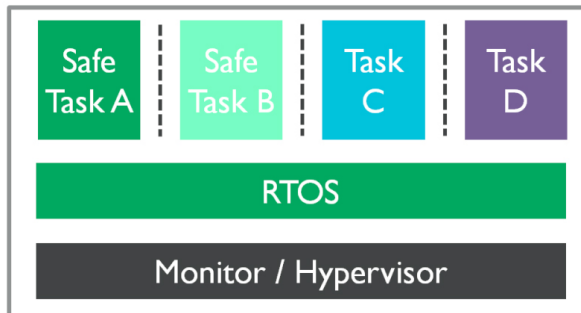 Safe
Task A
Safe
Task B
Task
C
Task
D
RTOS
Monitor / Hypervisor